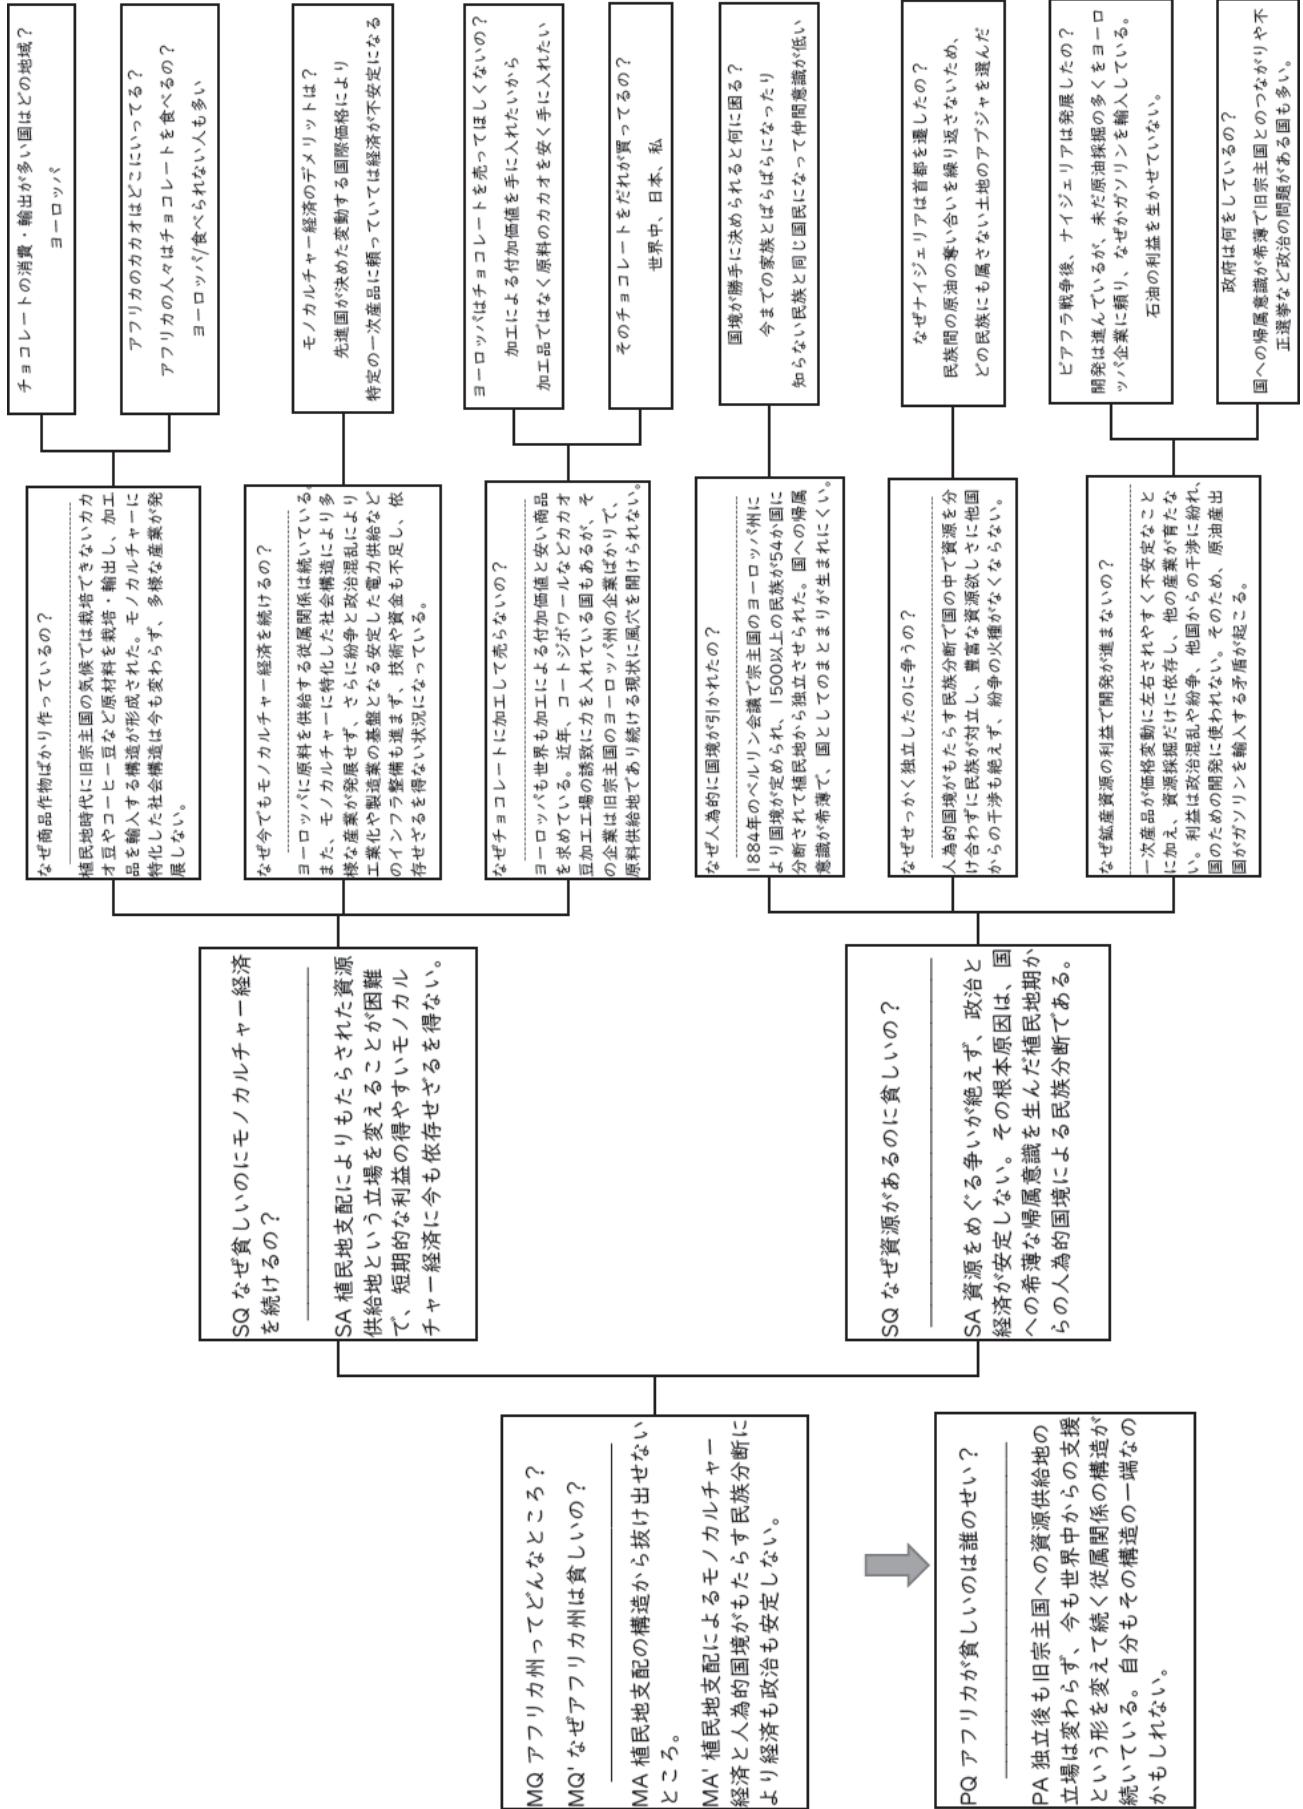 MQ アフリカ州ってどんなところ？
MQ' なぜアフリカ州は貧しいの？
MA 植民地支配の構造から抜け出せない
ところ。
MA' 植民地支配によるモノカルチャー
経済と人為的国境がもたらす民族分断に
より経済も政治も安定しない。
PQ アフリカが貧しいのは誰のせい？
PA 独立後も旧宗主国への資源供給地の
立場は変わらず、今も世界中からの支援
という形を変えて続く従属関係の構造が
続いている。自分もその構造の一端なの
かもしれない。
SQ なぜ貧しいのにモノカルチャー経済
を続けるの？
SA 植民地支配によりもたらされた資源
供給地という立場を変えることが困難
で、短期的な利益の得やすいモノカル
チャー経済に今も依存せざるを得ない。
SQ なぜ資源があるのに貧しいの？
SA 資源をめぐる争いが絶えず、政治と
経済が安定しない。その根本原因は、国
への希薄な帰属意識を生んだ植民地期か
らの人為的国境による民族分断である。
なぜ商品作物ばかり作っているの？
植民地時代に旧宗主国の気候では栽培できないカカ
オ豆やコーヒー豆など原材料を栽培・輸出し、加工
品を輸入する構造が形成された。モノカルチャーに
特化した社会構造は今も変わらず、多様な産業が発
展しない。
なぜ今でもモノカルチャー経済を続けるの？
ヨーロッパに原料を供給する従属関係は続いている。
また、モノカルチャーに特化した社会構造により多
様な産業が発展せず、さらに紛争と政治混乱により
工業化や製造業の基盤となる安定した電力供給など
のインフラ整備も進まず、技術や資金も不足し、依
存せざるを得ない状況になっている。
なぜチョコレートに加工して売らないの？
ヨーロッパも世界も加工による付加価値と安い商品
を求めている。近年、コートジボワールなどカカオ
豆加工工場の誘致に力を入れている国もあるが、そ
の企業は旧宗主国のヨーロッパ州の企業ばかりで、
原料供給地であり続ける現状に風穴を開けられない。
なぜ人為的に国境が引かれたの？
1884年のベルリン会議で宗主国のヨーロッパ州に
より国境が定められ、1500以上の民族が54か国に
分断されて植民地から独立させられた。国への帰属
意識が希薄で、国としてのまとまりが生まれにくい。
なぜせっかく独立したのに争うの？
人為的国境がもたらす民族分断で国の中で資源を分
け合わずに民族が対立し、豊富な資源欲しさに他国
からの干渉も絶えず、紛争の火種がなくならない。
なぜ鉱産資源の利益で開発が進まないの？
一次産品が価格変動に左右されやすく不安定なこと
に加え、資源採掘だけに依存し、他の産業が育たな
い。利益は政治混乱や紛争、他国からの干渉に紛れ、
国のための開発に使われない。そのため、原油産出
国がガソリンを輸入する矛盾が起こる。
チョコレートの消費・輸出が多い国はどの地域？
ヨーロッパ
アフリカのカカオはどこにいってる？
アフリカの人々はチョコレートを食べるの？
ヨーロッパ/食べられない人も多い
モノカルチャー経済のデメリットは？
先進国が決めた変動する国際価格により
特定の一次産品に頼っていては経済が不安定になる
ヨーロッパはチョコレートを売ってほしくないの？
加工による付加価値を手に入れたいから
加工品ではなく原料のカカオを安く手に入れたい
そのチョコレートをだれが買ってるの？
世界中、日本、私
国境が勝手に決められると何に困る？
今までの家族とばらばらになったり
知らない民族と同じ国民になって仲間意識が低い
なぜナイジェリアは首都を遷したの？
民族間の原油の奪い合いを繰り返さないため、
どの民族にも属さない土地のアブジャを選んだ
ビアフラ戦争後、ナイジェリアは発展したの？
開発は進んでいるが、未だ原油採掘の多くをヨーロ
ッパ企業に頼り、なぜかガソリンを輸入している。
石油の利益を生かせていない。
政府は何をしているの？
国への帰属意識が希薄で旧宗主国とのつながりや不
正選挙など政治の問題がある国も多い。